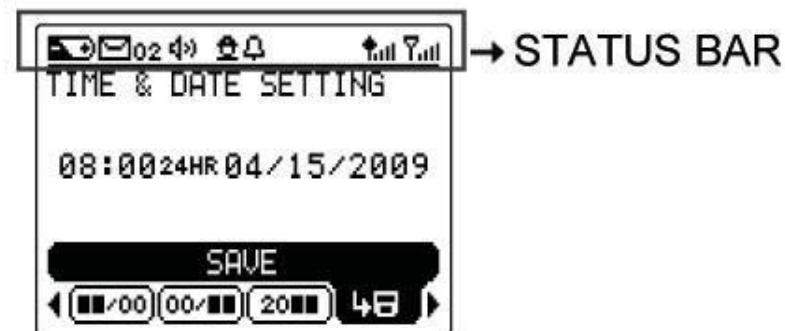 02
STATUS BAR
TIME & DATE SETTING
08:00 24HR 04/15/2009
SAVE
■■/00 00/■■ 20■■